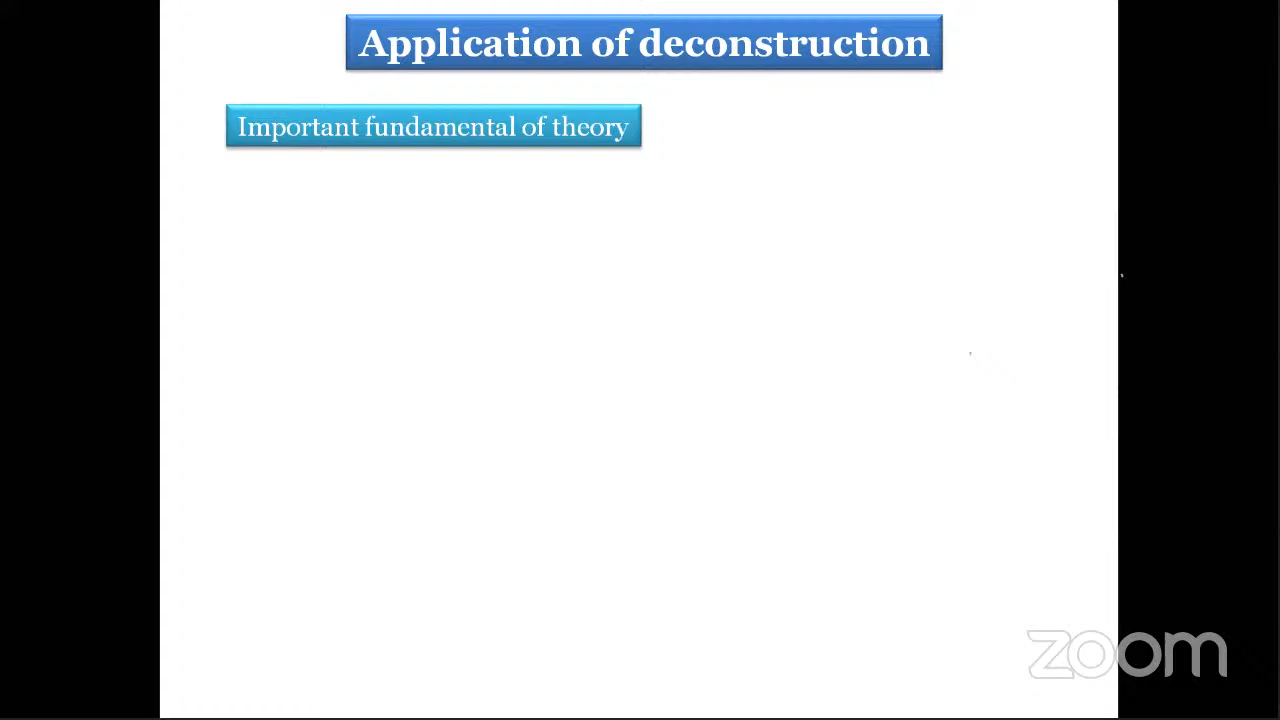 Application of deconstruction
Important fundamental of theory
zoom